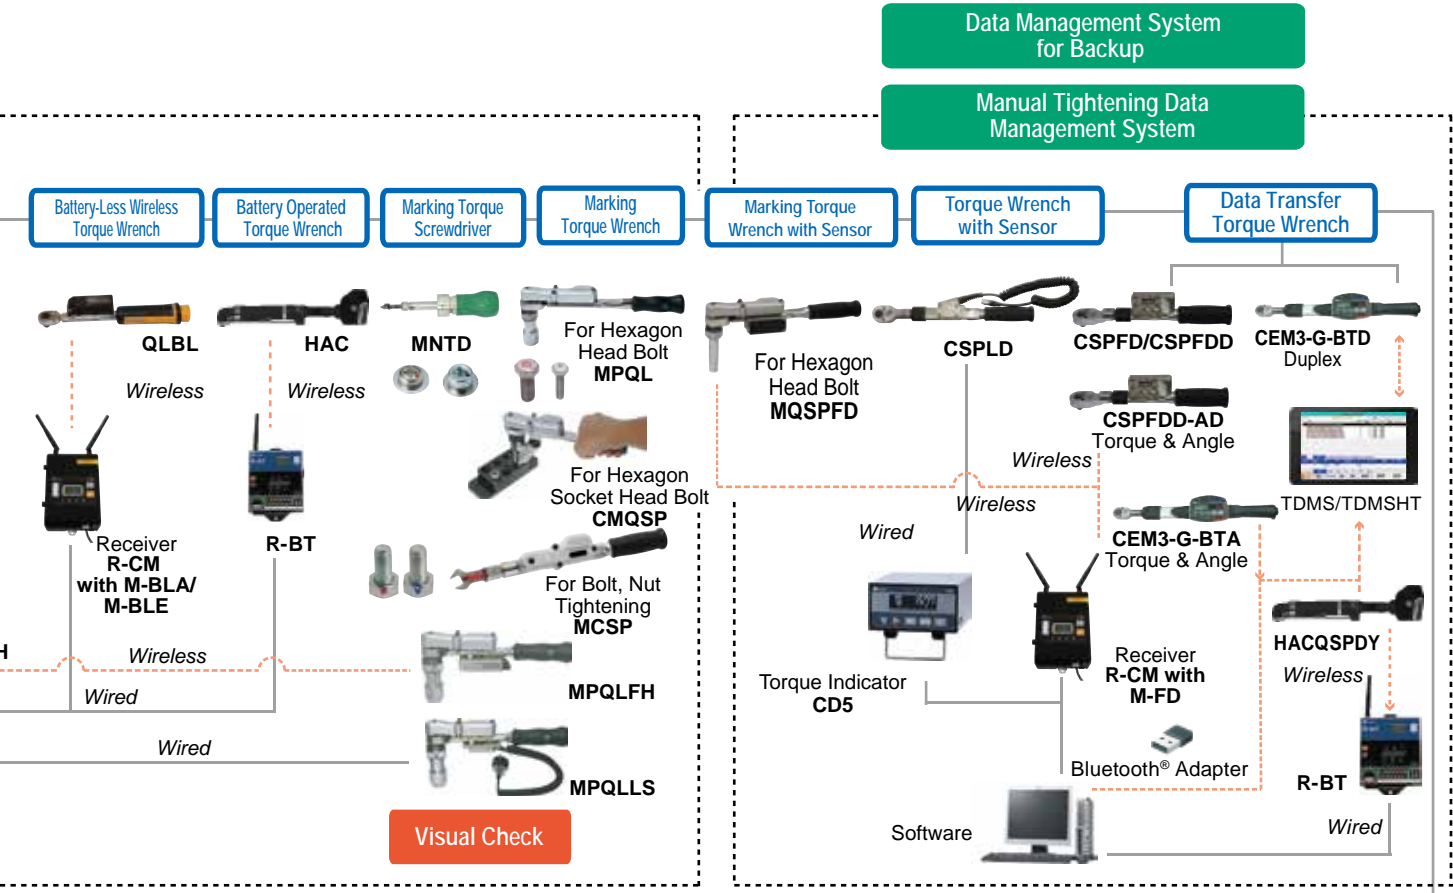 Data Management System
for Backup
Manual Tightening Data
Management System
Battery-Less Wireless
Torque Wrench
Battery Operated
Torque Wrench
Marking Torque
Screwdriver
Marking
Torque Wrench
Marking Torque
Wrench with Sensor
Torque Wrench
with Sensor
Data Transfer
Torque Wrench
QLBL
HAC
MNTD
For Hexagon
Head Bolt
MPQL
For Hexagon
Head Bolt
MQSPFD
CSPLD
CSPFD/CSPFDD
CEM3-G-BTD
Duplex
Wireless
Wireless
CSPFDD-AD
Torque & Angle
Wireless
Wireless
For Hexagon
Socket Head Bolt
CMQSP
TDMS/TDMSHT
Wired
Receiver
R-CM
with M-BLA/
M-BLE
R-BT
CEM3-G-BTA
Torque & Angle
For Bolt, Nut
Tightening
MCSP
H
Wireless
Wired
MPQLFH
Torque Indicator
CD5
Receiver
R-CM with
M-FD
HACQSPDY
Wireless
Wired
MPQLLS
Bluetooth® Adapter
R-BT
Visual Check
Software
Wired